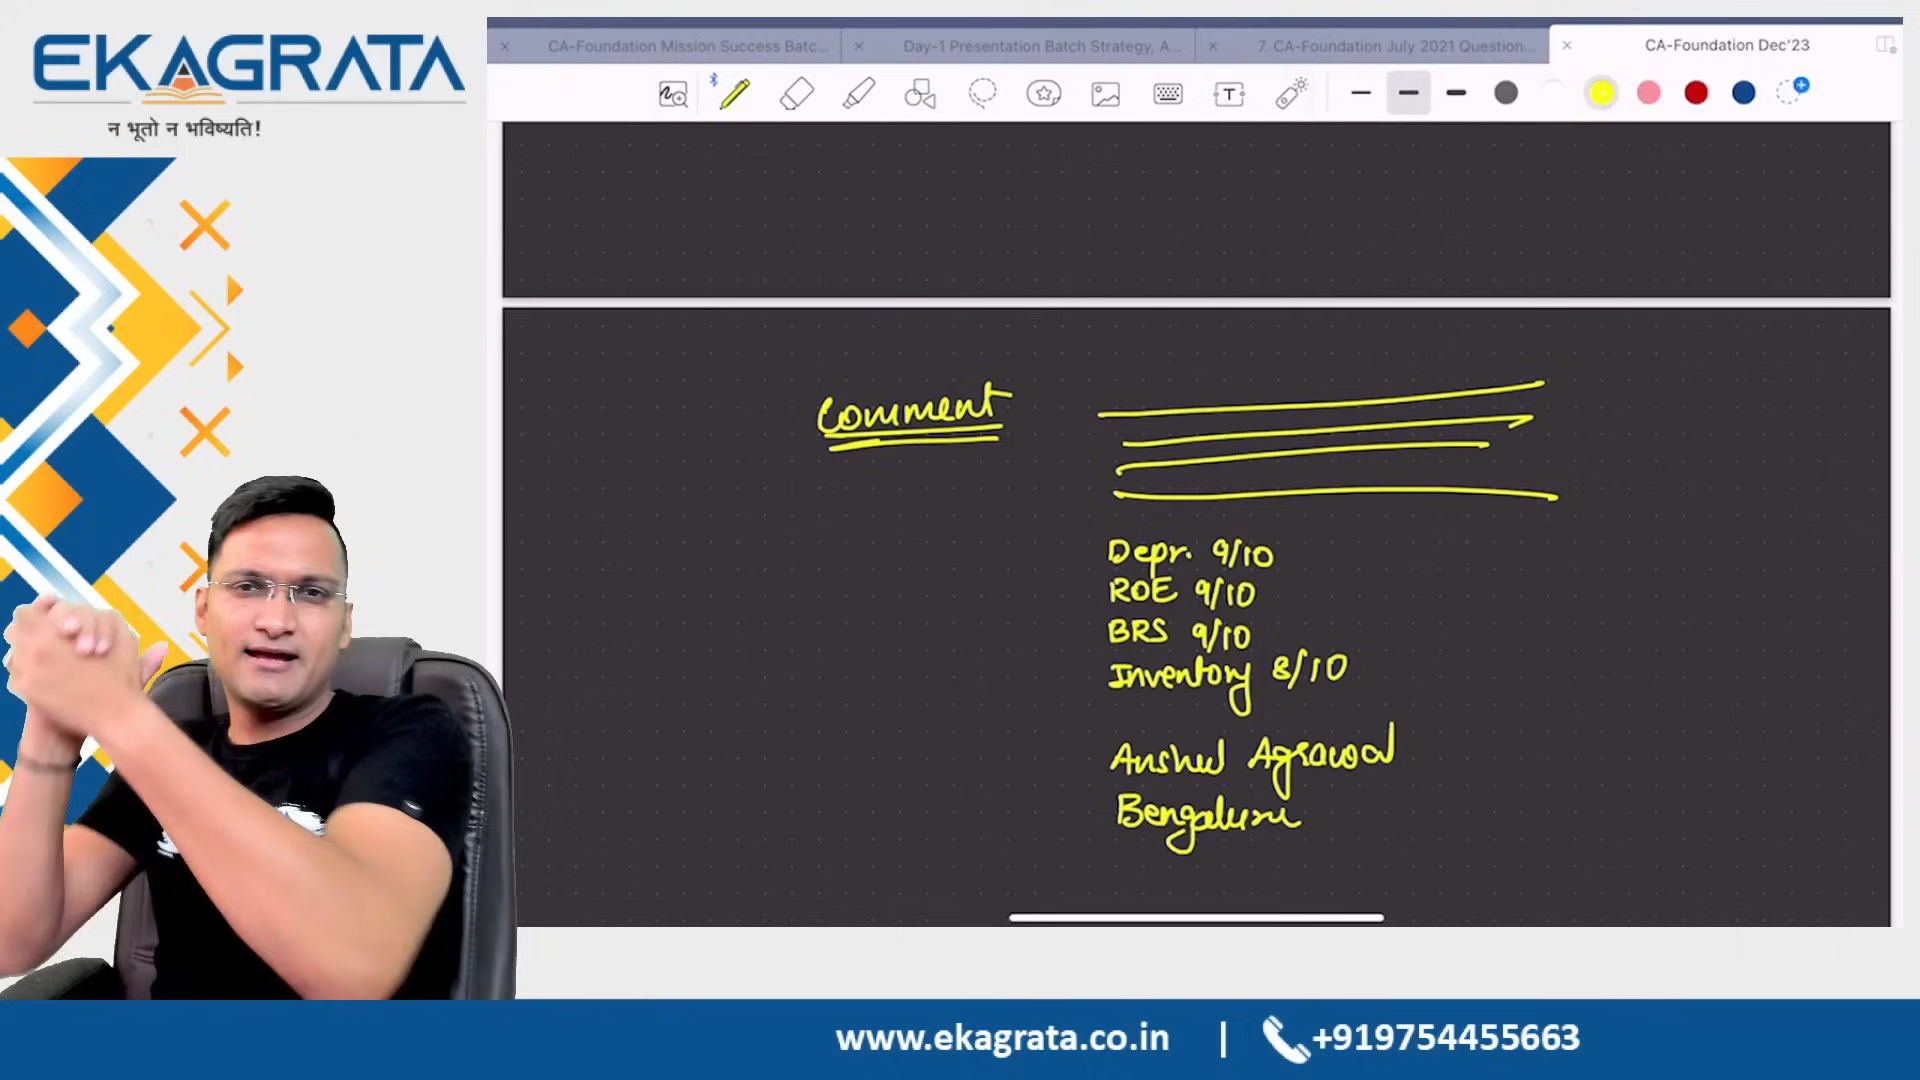 EKAGRATA
न भूतो न भविष्यति!
CA-Foundation Mission Success Batc...
Day-1 Presentation Batch Strategy, A...
7. CA-Foundation July 2021 Question...
CA-Foundation Dec'23
Comment
Depr. 9/10
ROE 9/10
BRS 9/10
Inventory 8/10
Anshul Agrawal
Bengaluru
www.ekagrata.co.in | +919754455663